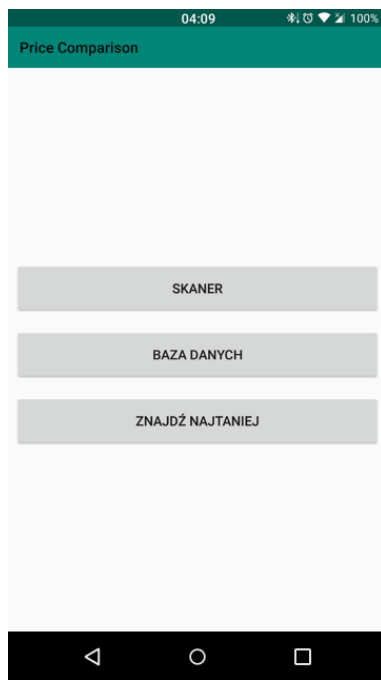 04:09 100%
Price Comparison
SKANER
BAZA DANYCH
ZNAJDŹ NAJTANIEJ